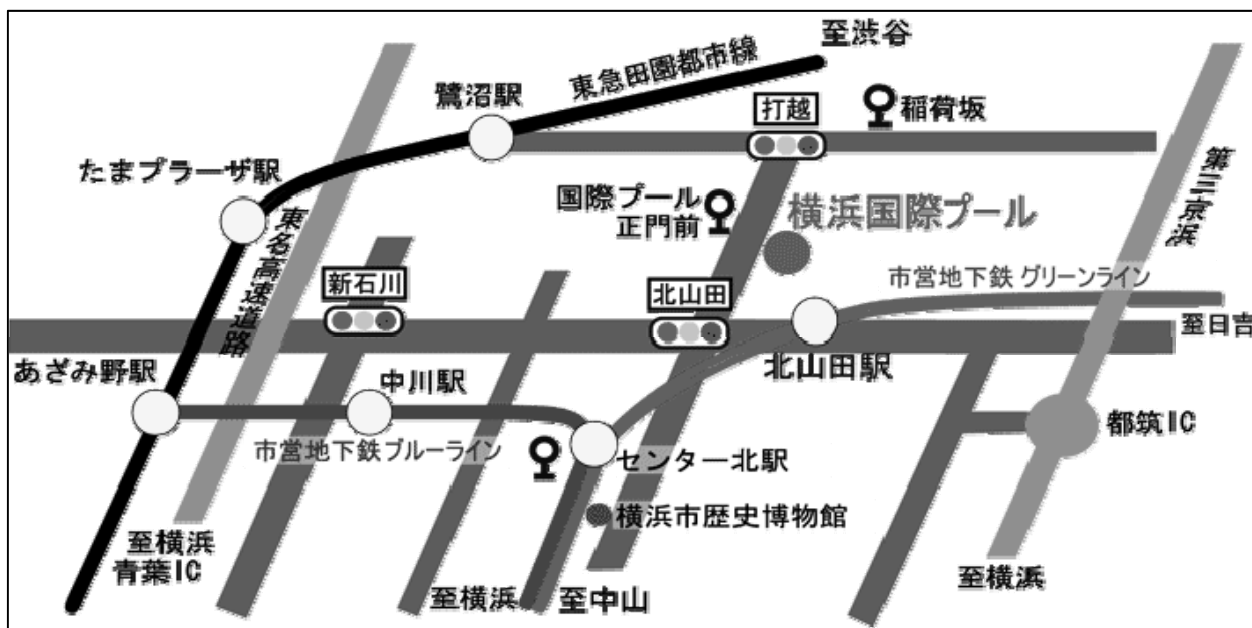 至渋谷
東急田園都市線
鷺沼駅
打越
稲荷坂
たまプラーザ駅
国際プール
正門前
横浜国際プール
第三京浜
東名高速道路
新石川
北山田
市営地下鉄 グリーンライン
至日吉
あざみ野駅
中川駅
北山田駅
市営地下鉄ブルーライン
センター北駅
都筑IC
横浜市歴史博物館
至横浜
青葉IC
至横浜
至中山
至横浜